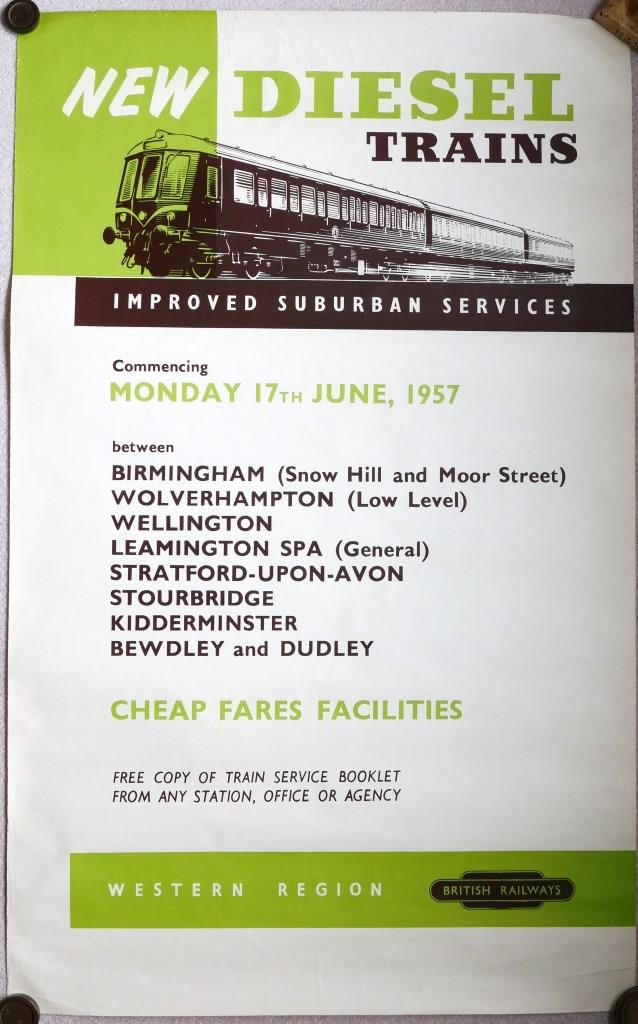 NEW DIESEL
TRAINS
IMPROVED SUBURBAN SERVICES
Commencing
MONDAY 17TH JUNE, 1957
between
BIRMINGHAM (Snow Hill and Moor Street)
WOLVERHAMPTON (Low Level)
WELLINGTON
LEAMINGTON SPA (General)
STRATFORD-UPON-AVON
STOURBRIDGE
KIDDERMINSTER
BEWDLEY and DUDLEY
CHEAP FARES FACILITIES
FREE COPY OF TRAIN SERVICE BOOKLET
FROM ANY STATION, OFFICE OR AGENCY
WESTERN REGION BRITISH RAILWAYS